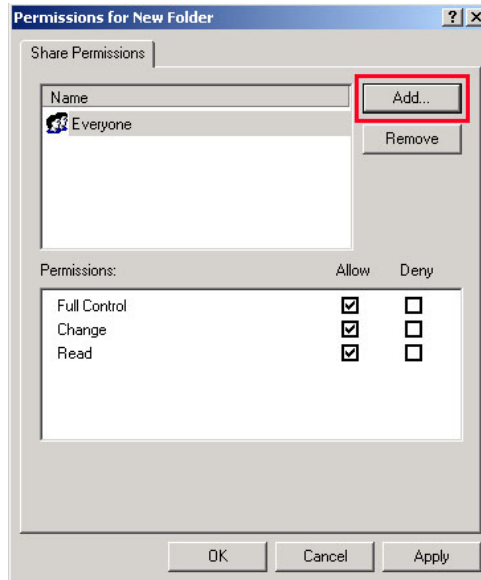 Permissions for New Folder
Share Permissions
Name
Add...
Everyone
Remove
Permissions: Allow Deny
Full Control
Change
Read
OK Cancel Apply